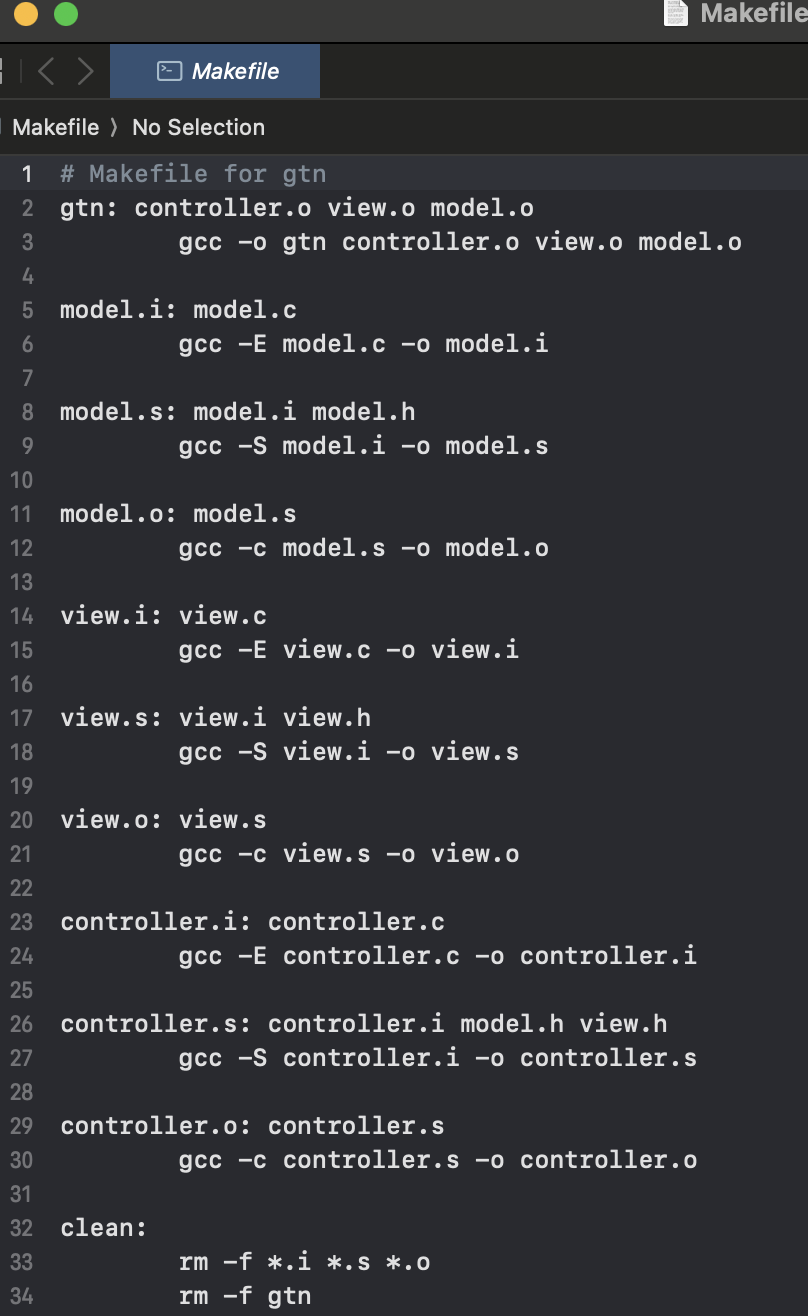 Makefile
Makefile
Makefile ⟩ No Selection
1 # Makefile for gtn
2 gtn: controller.o view.o model.o
3 gcc -o gtn controller.o view.o model.o
4
5 model.i: model.c
6 gcc -E model.c -o model.i
7
8 model.s: model.i model.h
9 gcc -S model.i -o model.s
10
11 model.o: model.s
12 gcc -c model.s -o model.o
13
14 view.i: view.c
15 gcc -E view.c -o view.i
16
17 view.s: view.i view.h
18 gcc -S view.i -o view.s
19
20 view.o: view.s
21 gcc -c view.s -o view.o
22
23 controller.i: controller.c
24 gcc -E controller.c -o controller.i
25
26 controller.s: controller.i model.h view.h
27 gcc -S controller.i -o controller.s
28
29 controller.o: controller.s
30 gcc -c controller.s -o controller.o
31
32 clean:
33 rm -f *.i *.s *.o
34 rm -f gtn